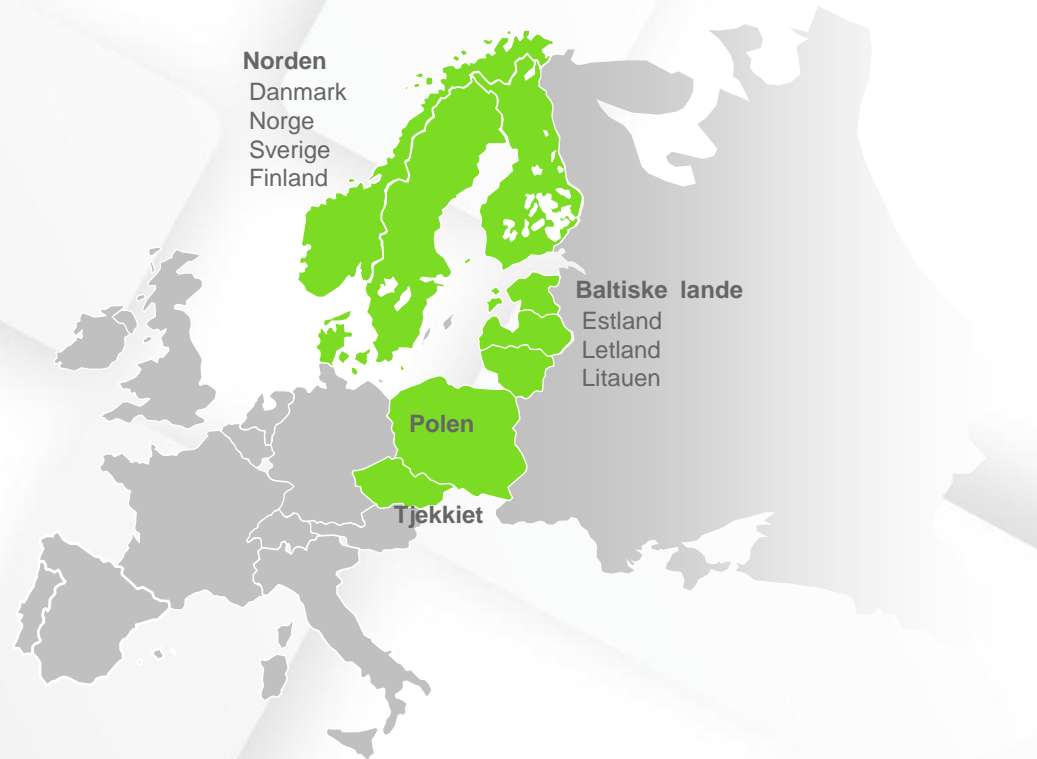 Norden
Danmark
Norge
Sverige
Finland
Baltiske lande
Estland
Letland
Litauen
Polen
Tjekkiet